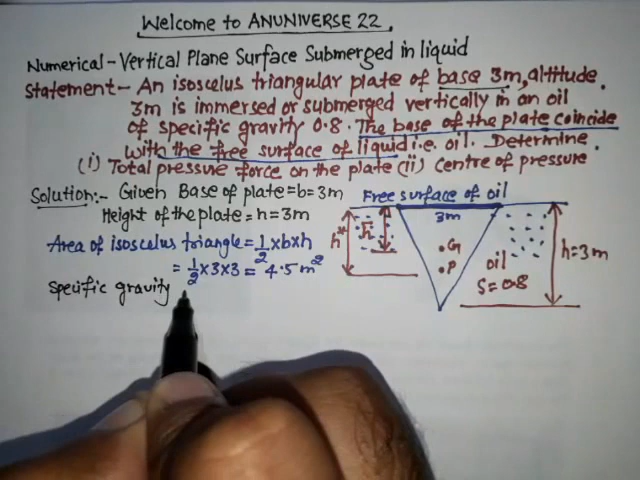 Welcome to ANUNIVERSE 22
Numerical - Vertical Plane Surface Submerged in liquid
Statement - An isoscelus triangular plate of base 3m, altitude
3m is immersed or submerged vertically in an oil
of specific gravity 0.8. The base of the plate coincide
with the free surface of liquid i.e. oil. Determine.
(i) Total pressure force on the plate (ii) Centre of pressure
Solution:- Given Base of plate = b = 3m
Height of the plate = h = 3m
Area of isoscelus triangle = 1/2 × b × h
= 1/2 × 3 × 3 = 4.5 m²
Specific gravity
Free surface of oil
3m
h*
h̄
G
P
oil
S = 0.8
h = 3m